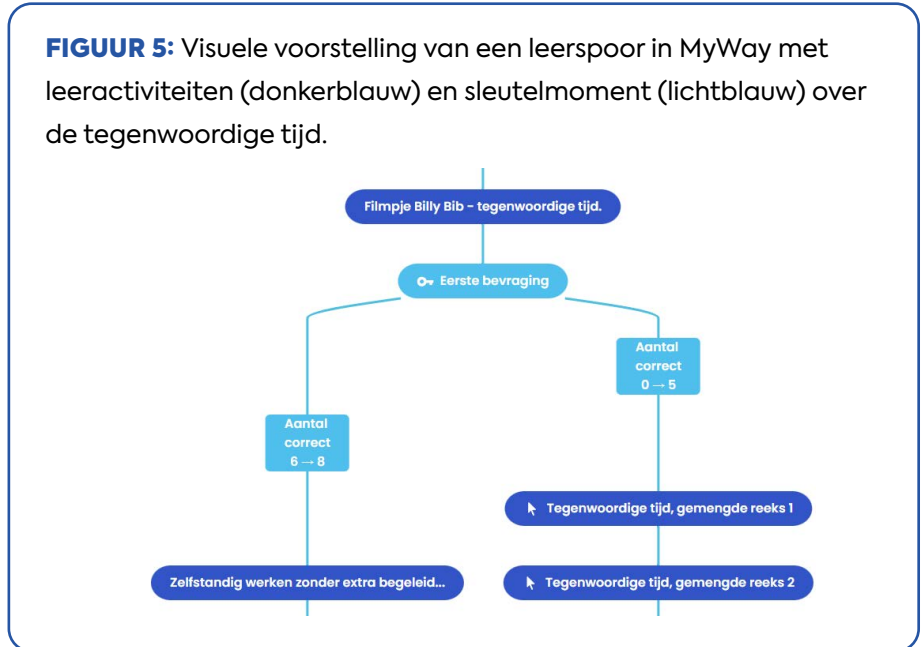 FIGUUR 5: Visuele voorstelling van een leerspoor in MyWay met
leeractiviteiten (donkerblauw) en sleutelmoment (lichtblauw) over
de tegenwoordige tijd.
Filmpje Billy Bib - tegenwoordige tijd.
Eerste bevraging
Aantal
correct
0 → 5
Aantal
correct
6 → 8
Tegenwoordige tijd, gemengde reeks 1
Zelfstandig werken zonder extra begeleid...
Tegenwoordige tijd, gemengde reeks 2